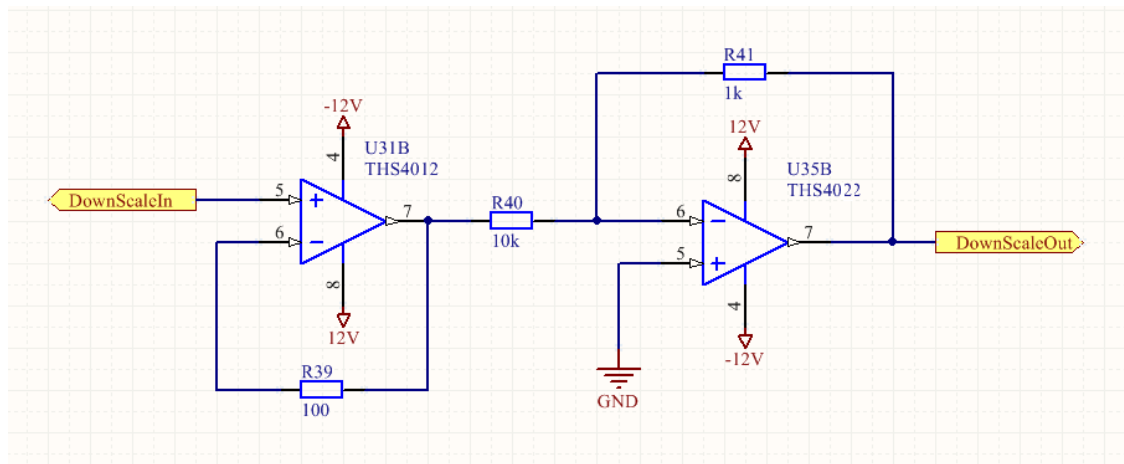 R41
1k
-12V
12V
4
U31B
THS4012
8
U35B
THS4022
DownScaleIn
5
+
7
R40
10k
6
−
7
6
−
5
+
DownScaleOut
8
12V
4
-12V
R39
100
GND